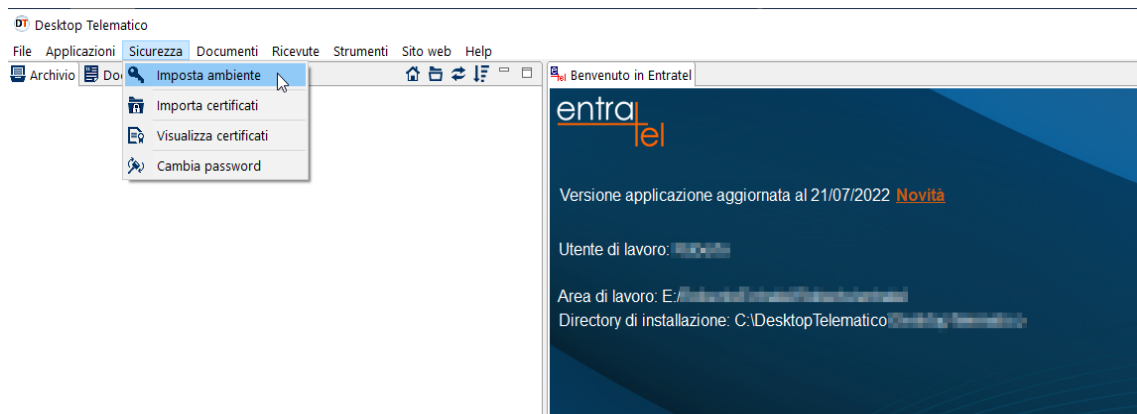 Desktop Telematico
File Applicazioni Sicurezza Documenti Ricevute Strumenti Sito web Help
Archivio Do
Imposta ambiente
Importa certificati
Visualizza certificati
Cambia password
Benvenuto in Entratel
entratel
Versione applicazione aggiornata al 21/07/2022 Novità
Utente di lavoro:
Area di lavoro: E:/
Directory di installazione: C:\DesktopTelematico